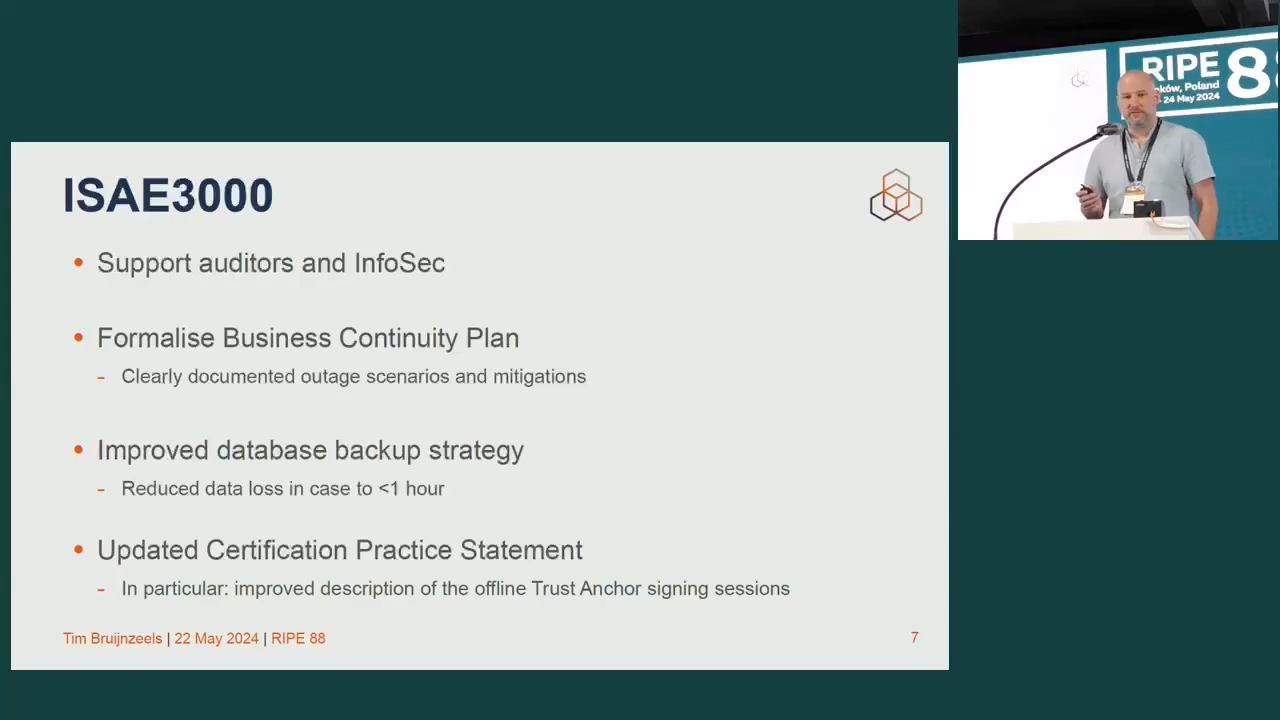 ISAE3000
• Support auditors and InfoSec
• Formalise Business Continuity Plan
- Clearly documented outage scenarios and mitigations
• Improved database backup strategy
- Reduced data loss in case to <1 hour
• Updated Certification Practice Statement
- In particular: improved description of the offline Trust Anchor signing sessions
Tim Bruijnzeels | 22 May 2024 | RIPE 88
7
RIPE 88
ków, Poland
24 May 2024